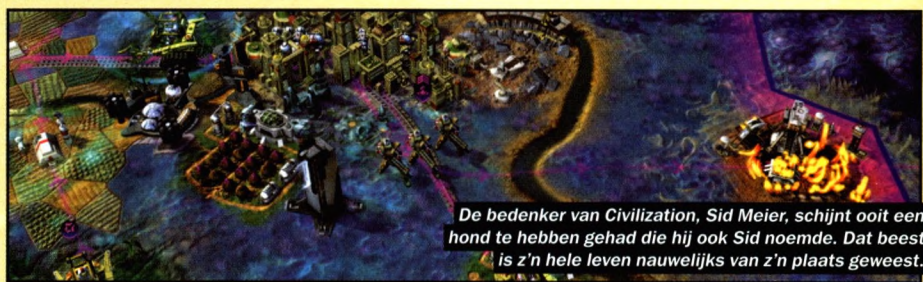 De bedenker van Civilization, Sid Meier, schijnt ooit een
hond te hebben gehad die hij ook Sid noemde. Dat beest
is z'n hele leven nauwelijks van z'n plaats geweest.